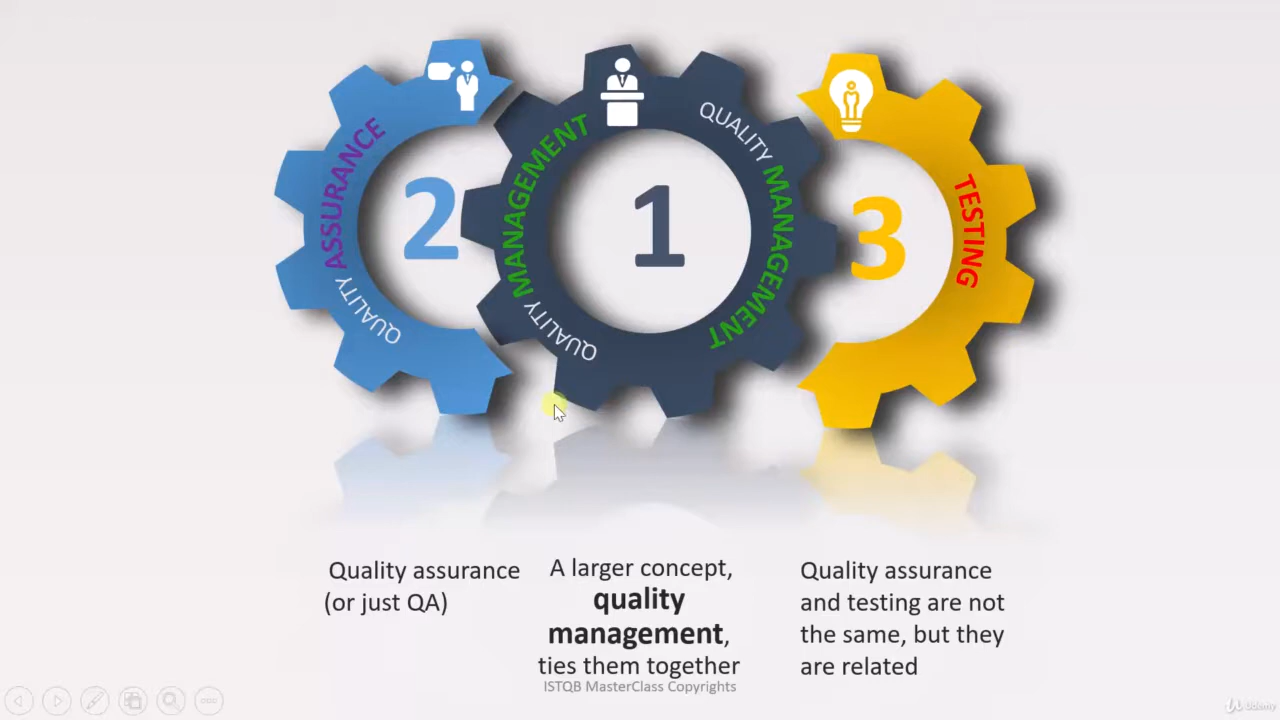 QUALITY ASSURANCE
2
QUALITY MANAGEMENT
1
QUALITY MANAGEMENT
3
TESTING
Quality assurance
(or just QA)
A larger concept,
quality
management,
ties them together
Quality assurance
and testing are not
the same, but they
are related
ISTQB MasterClass Copyrights
Udemy